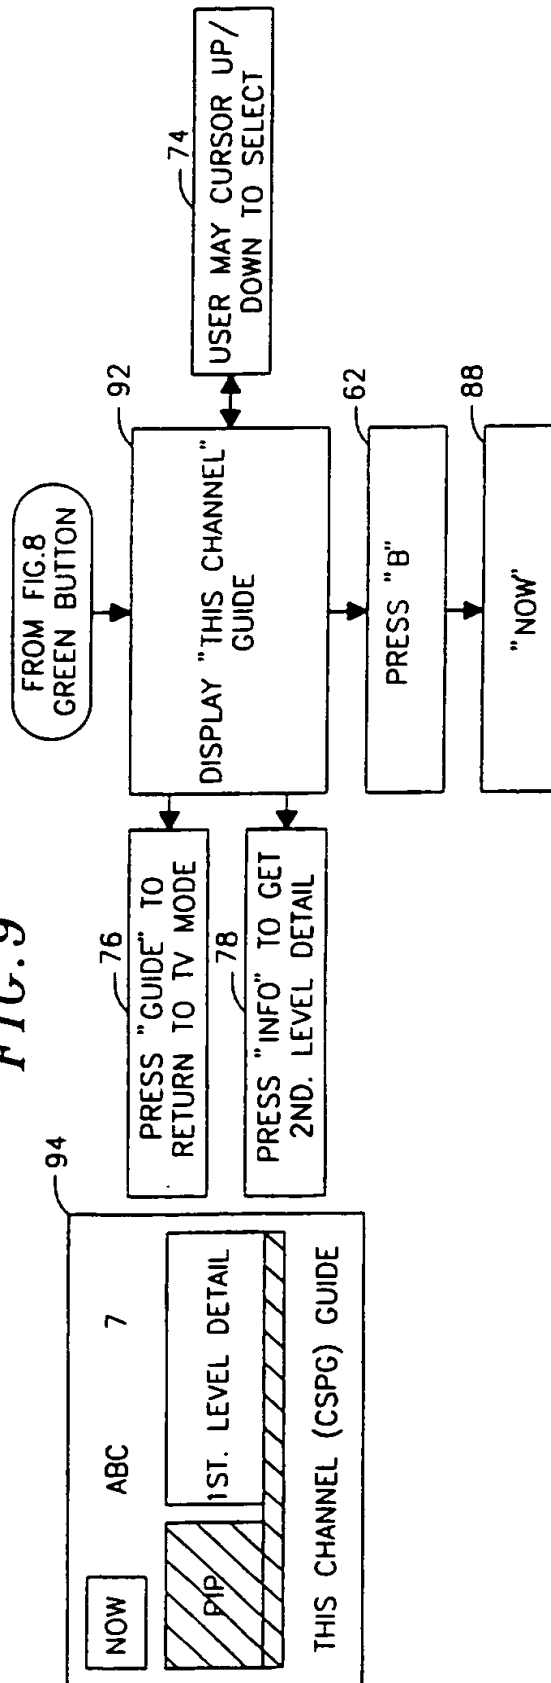 FIG.9
94
NOW
ABC
7
PIP
1ST. LEVEL DETAIL
THIS CHANNEL (CSPG) GUIDE
FROM FIG.8
GREEN BUTTON
76
PRESS "GUIDE" TO
RETURN TO TV MODE
78
PRESS "INFO" TO GET
2ND. LEVEL DETAIL
92
DISPLAY "THIS CHANNEL"
GUIDE
74
USER MAY CURSOR UP/
DOWN TO SELECT
62
PRESS "B"
88
"NOW"